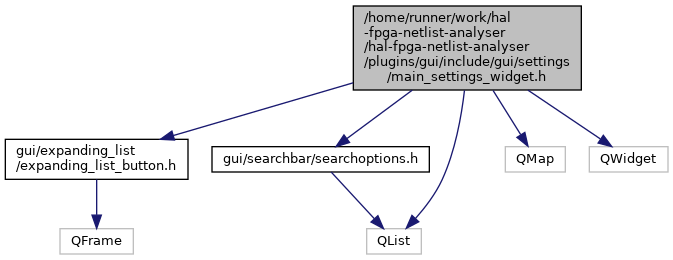 /home/runner/work/hal
-fpga-netlist-analyser
/hal-fpga-netlist-analyser
/plugins/gui/include/gui/settings
/main_settings_widget.h
gui/expanding_list
/expanding_list_button.h
gui/searchbar/searchoptions.h
QMap
QWidget
QFrame
QList